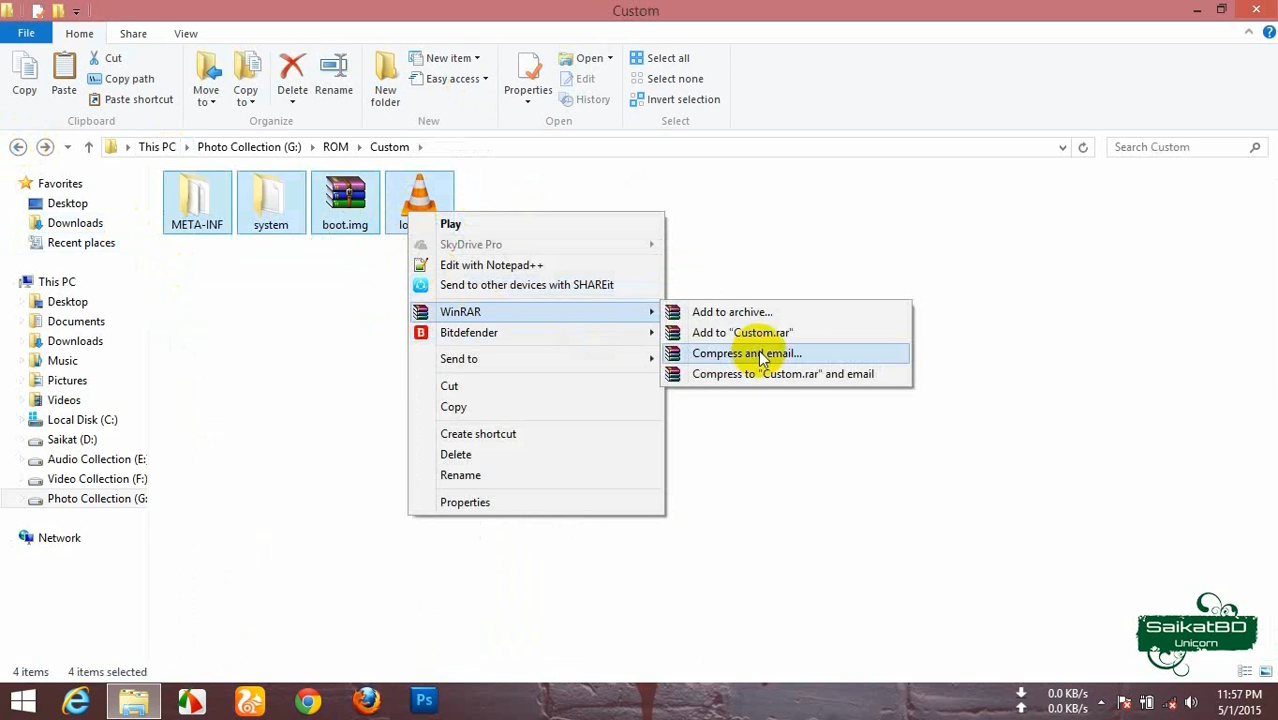 Custom
File Home Share View
Copy
Paste
Cut
Copy path
Paste shortcut
Clipboard
Move to
Copy to
Delete
Rename
Organize
New folder
New item
Easy access
New
Properties
Open
Edit
History
Open
Select all
Select none
Invert selection
Select
This PC Photo Collection (G:) ROM Custom
Search Custom
Favorites
Desktop
Downloads
Recent places
This PC
Desktop
Documents
Downloads
Music
Pictures
Videos
Local Disk (C:)
Saikat (D:)
Audio Collection (E:
Video Collection (F:)
Photo Collection (G:
Network
META-INF
system
boot.img
lo
Play
SkyDrive Pro
Edit with Notepad++
Send to other devices with SHAREit
WinRAR
Bitdefender
Send to
Cut
Copy
Create shortcut
Delete
Rename
Properties
Add to archive...
Add to "Custom.rar"
Compress and email...
Compress to "Custom.rar" and email
SaikatBD
Unicorn
4 items 4 items selected
Ps
0.0 KB/s
0.0 KB/s
11:57 PM
5/1/2015